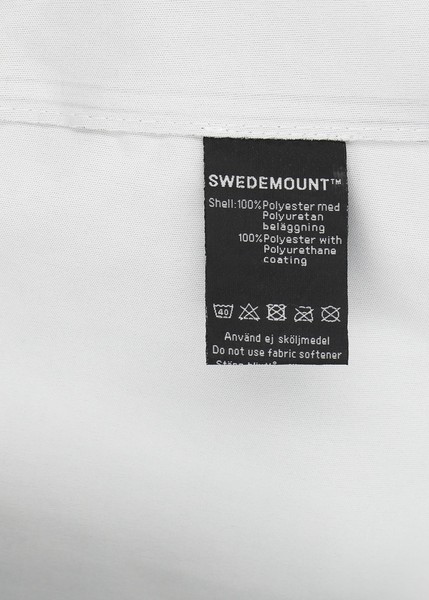 SWEDEMOUNT™
Shell:100%Polyester med
Polyuretan
beläggning
100%Polyester with
Polyurethane
coating
40
Använd ej sköljmedel
Do not use fabric softener